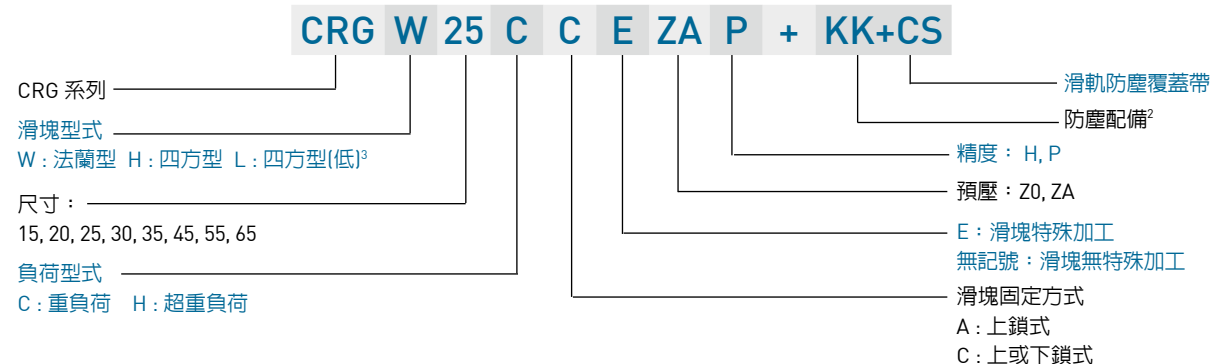 CRG W 25 C C E ZA P + KK+CS
CRG 系列
滑塊型式
W : 法蘭型 H : 四方型 L : 四方型(低)3
尺寸：
15, 20, 25, 30, 35, 45, 55, 65
負荷型式
C : 重負荷 H : 超重負荷
滑軌防塵覆蓋帶
防塵配備2
精度： H, P
預壓：Z0, ZA
E：滑塊特殊加工
無記號：滑塊無特殊加工
滑塊固定方式
A : 上鎖式
C : 上或下鎖式